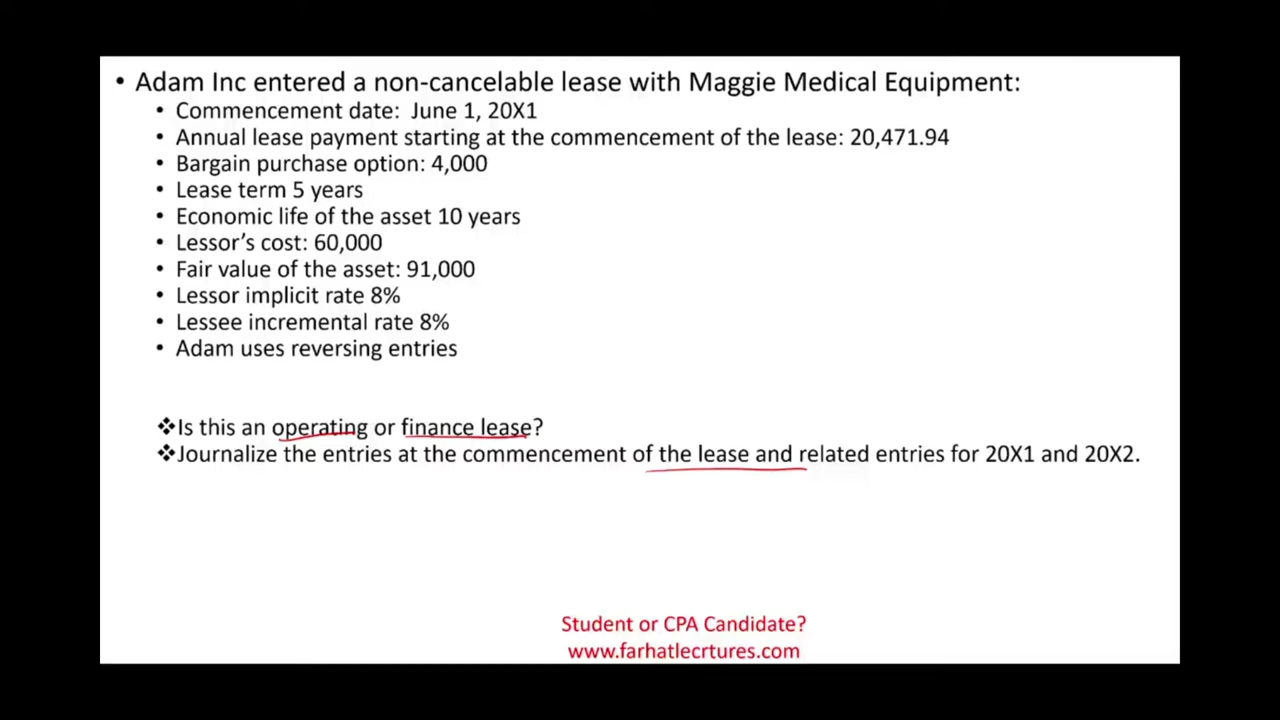 • Adam Inc entered a non-cancelable lease with Maggie Medical Equipment:
• Commencement date: June 1, 20X1
• Annual lease payment starting at the commencement of the lease: 20,471.94
• Bargain purchase option: 4,000
• Lease term 5 years
• Economic life of the asset 10 years
• Lessor's cost: 60,000
• Fair value of the asset: 91,000
• Lessor implicit rate 8%
• Lessee incremental rate 8%
• Adam uses reversing entries
❖Is this an operating or finance lease?
❖Journalize the entries at the commencement of the lease and related entries for 20X1 and 20X2.
Student or CPA Candidate?
www.farhatlecrtures.com